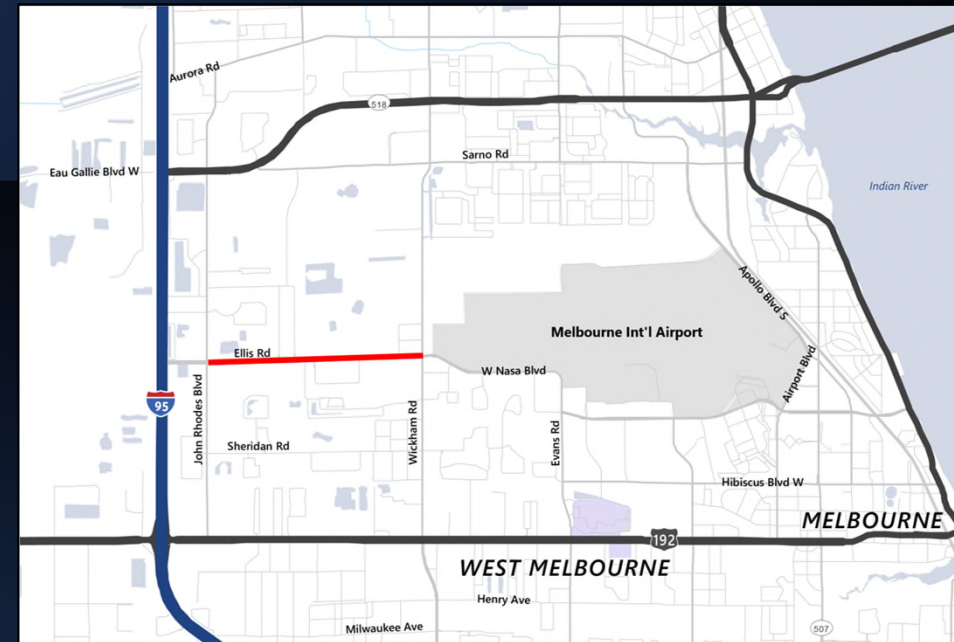 Aurora Rd
518
Sarno Rd
Eau Gallie Blvd W
Indian River
Apollo Blvd S
Melbourne Int'l Airport
Ellis Rd
W Nasa Blvd
Airport Blvd
95
John Rhodes Blvd
Wickham Rd
Evans Rd
Sheridan Rd
Hibiscus Blvd W
MELBOURNE
192
WEST MELBOURNE
Henry Ave
Milwaukee Ave
507